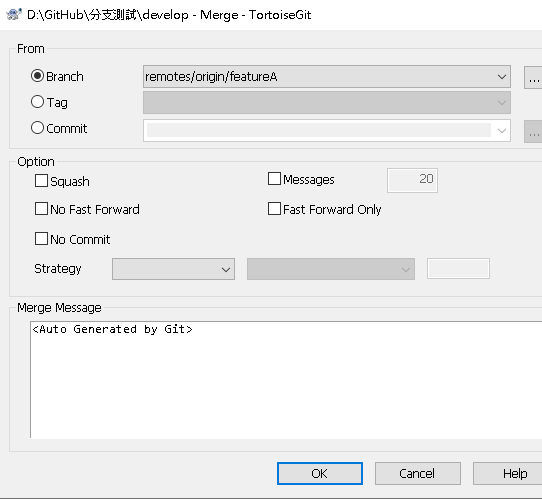 D:\GitHub\分支測試\develop - Merge - TortoiseGit
From
Branch
remotes/origin/featureA
...
Tag
Commit
...
Option
Squash
Messages
20
No Fast Forward
Fast Forward Only
No Commit
Strategy
Merge Message
<Auto Generated by Git>
OK
Cancel
Help